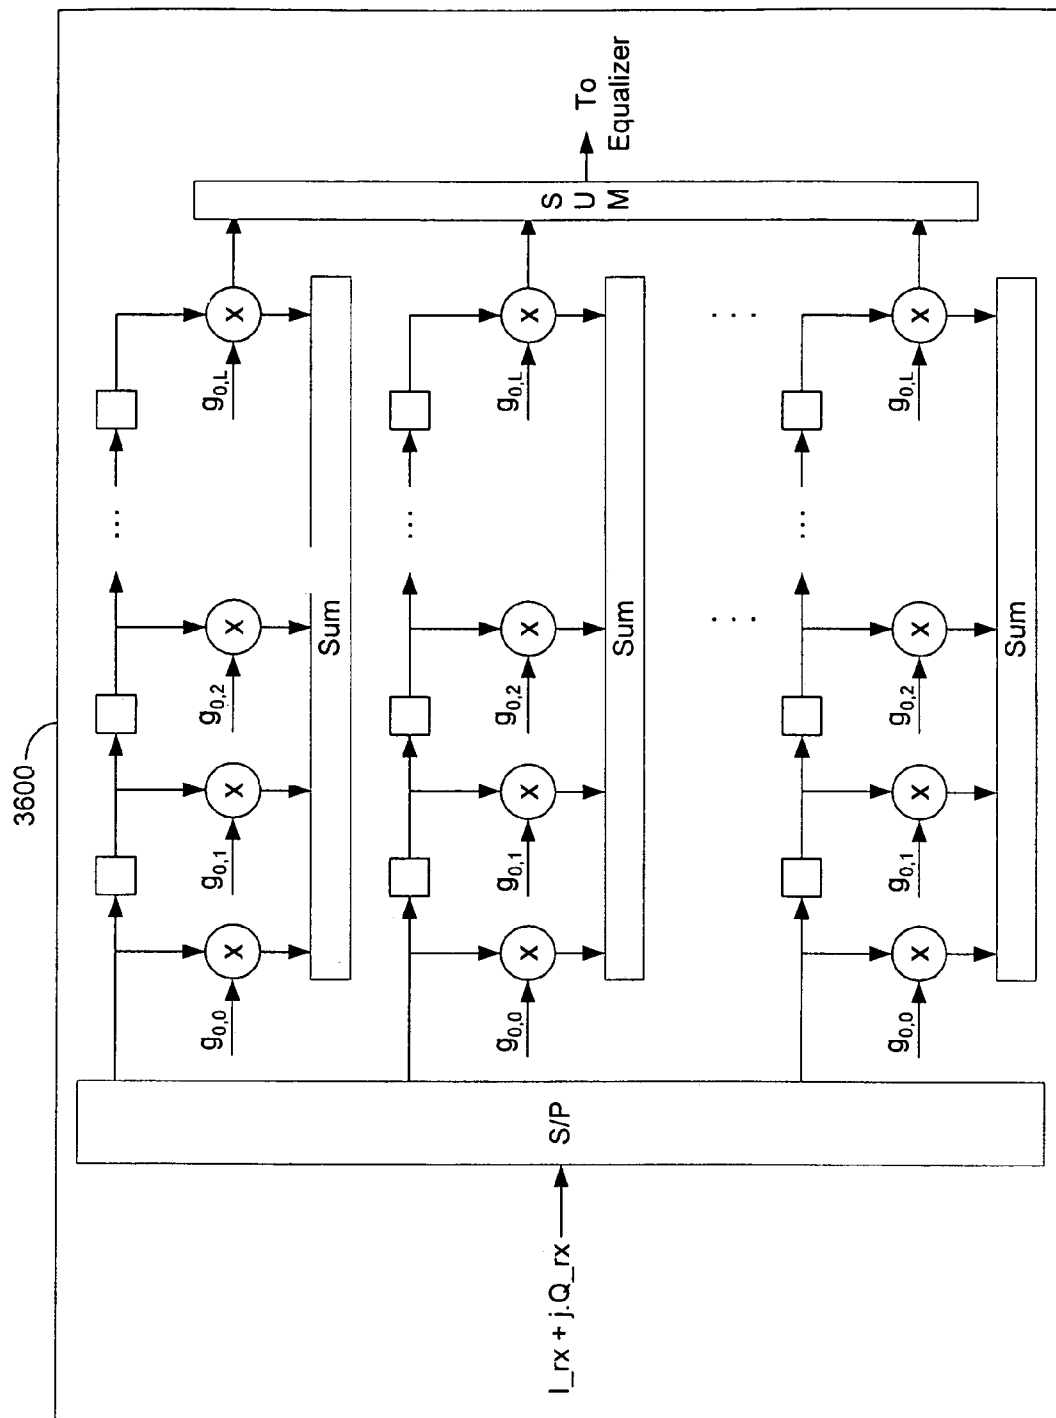 3600
I_rx + j.Q_rx
S/P
g0,0
g0,1
g0,2
...
g0,L
Sum
g0,0
g0,1
g0,2
...
g0,L
Sum
...
...
g0,0
g0,1
g0,2
...
g0,L
Sum
S
U
M
To
Equalizer